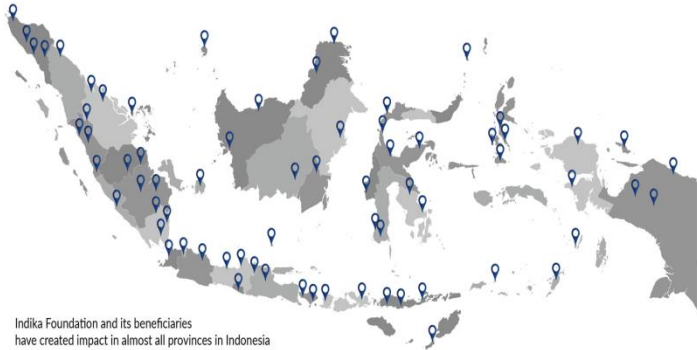 Indika Foundation and its beneficiaries
have created impact in almost all provinces in Indonesia